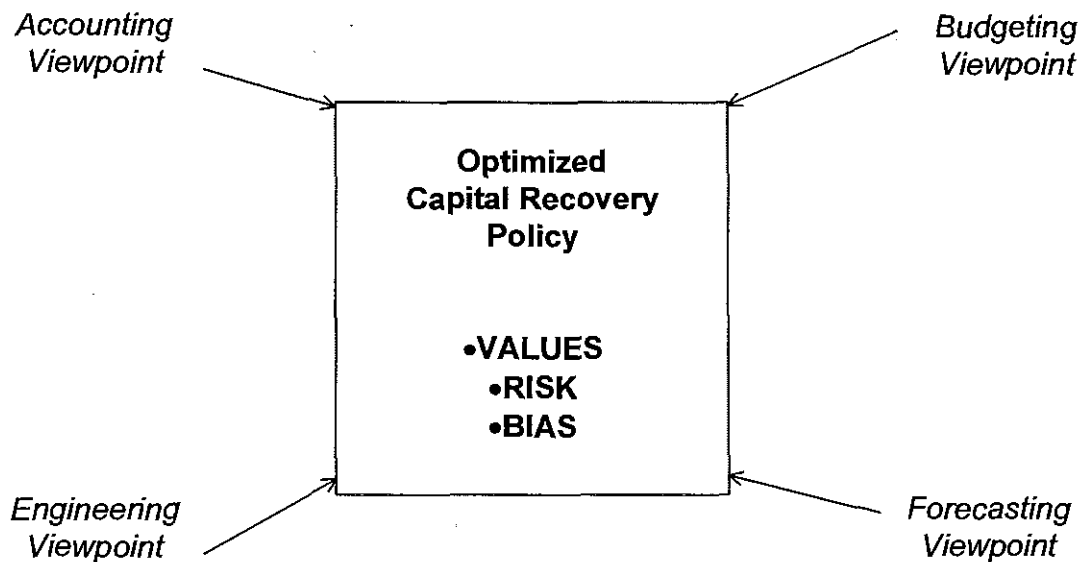 Accounting
Viewpoint
Budgeting
Viewpoint
Optimized
Capital Recovery
Policy
•VALUES
•RISK
•BIAS
Engineering
Viewpoint
Forecasting
Viewpoint